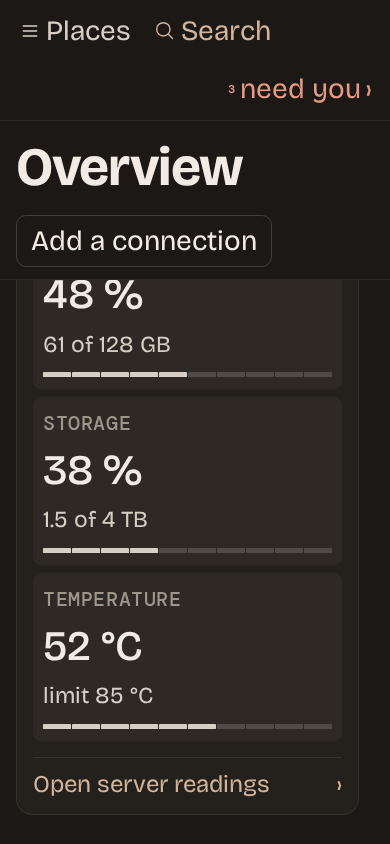 Places
Search
3 need you ›
Overview
Add a connection
48 %
61 of 128 GB
STORAGE
38 %
1.5 of 4 TB
TEMPERATURE
52 °C
limit 85 °C
Open server readings ›